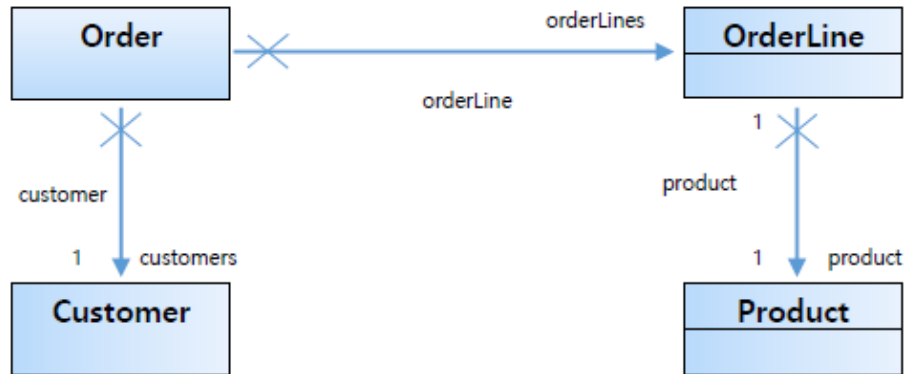 Order
orderLines
OrderLine
orderLine
1
customer
product
1
customers
1
product
Customer
Product